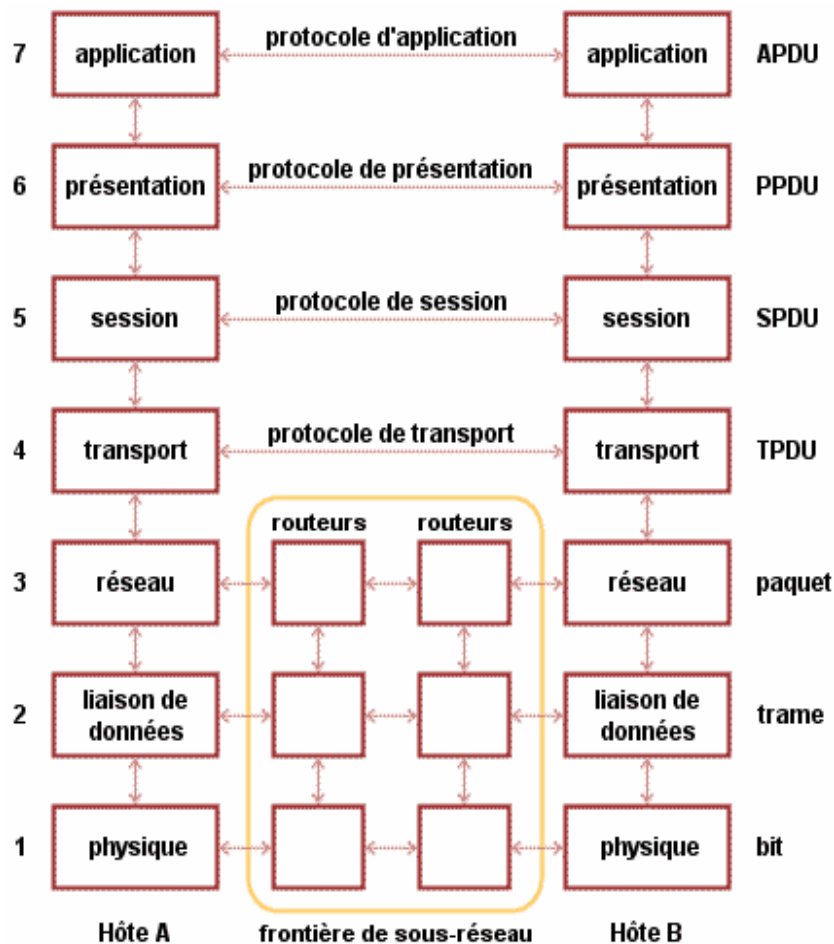 7 application protocole d'application application APDU
6 présentation protocole de présentation présentation PPDU
5 session protocole de session session SPDU
4 transport protocole de transport transport TPDU
routeurs routeurs
3 réseau réseau paquet
2 liaison de données liaison de données trame
1 physique physique bit
Hôte A frontière de sous-réseau Hôte B